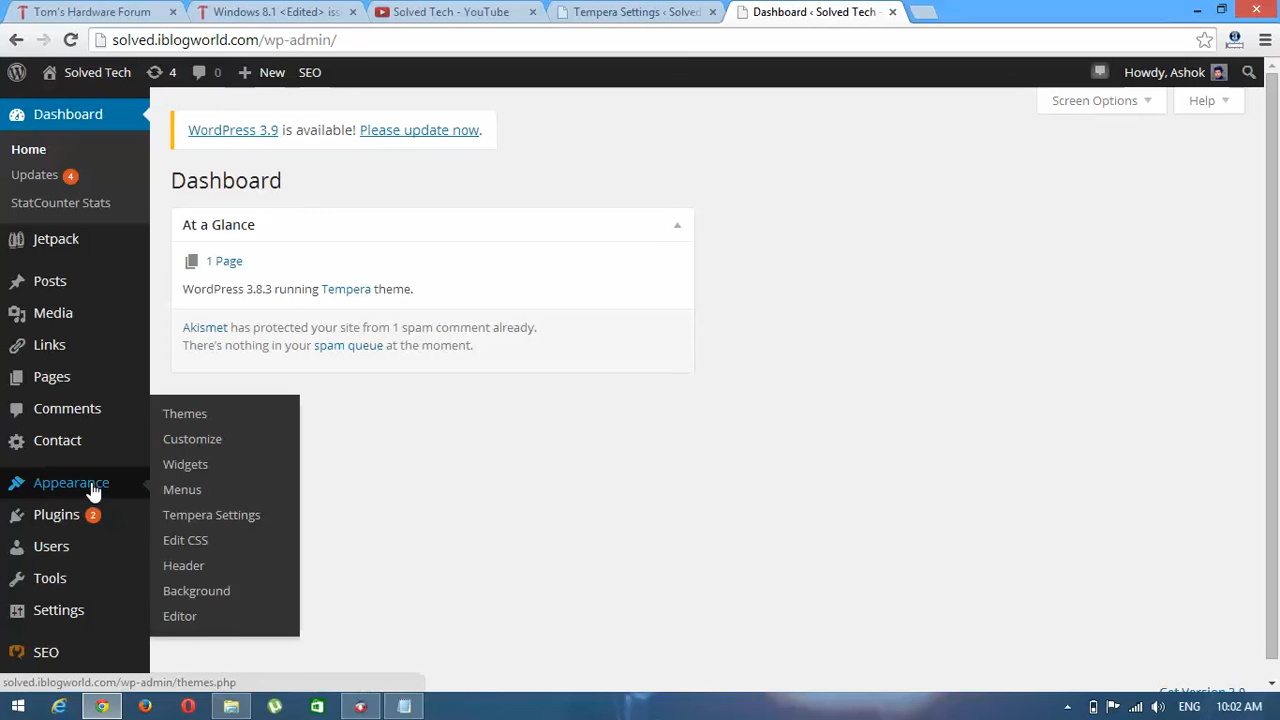 Tom's Hardware Forum
Windows 8.1 <Edited> iss
Solved Tech - YouTube
Tempera Settings ‹ Solved
Dashboard ‹ Solved Tech
solved.iblogworld.com/wp-admin/
Solved Tech 4 0 New SEO Howdy, Ashok
Dashboard
Screen Options Help
WordPress 3.9 is available! Please update now.
Home
Updates 4
StatCounter Stats
Dashboard
At a Glance
Jetpack
1 Page
Posts
WordPress 3.8.3 running Tempera theme.
Media
Akismet has protected your site from 1 spam comment already.
There's nothing in your spam queue at the moment.
Links
Pages
Comments
Contact
Appearance
Themes
Customize
Widgets
Menus
Tempera Settings
Edit CSS
Header
Background
Editor
Plugins 2
Users
Tools
Settings
SEO
solved.iblogworld.com/wp-admin/themes.php
ENG 10:02 AM